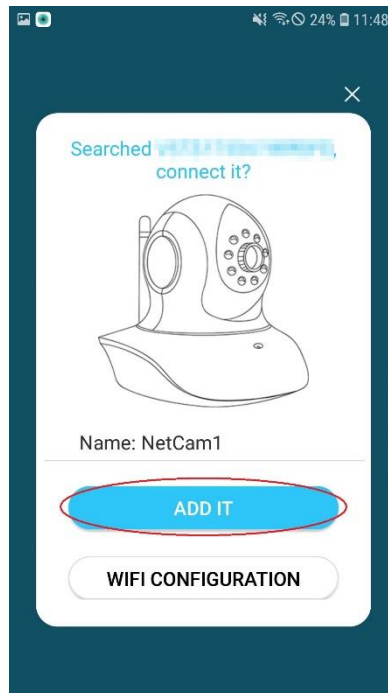 24% 11:48
Searched ,
connect it?
Name: NetCam1
ADD IT
WIFI CONFIGURATION